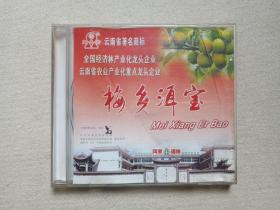 云南省著名商标
全国经济林产业化龙头企业
云南省农业产业化重点龙头企业
梅乡洱宝
Mei Xiang Er Bao